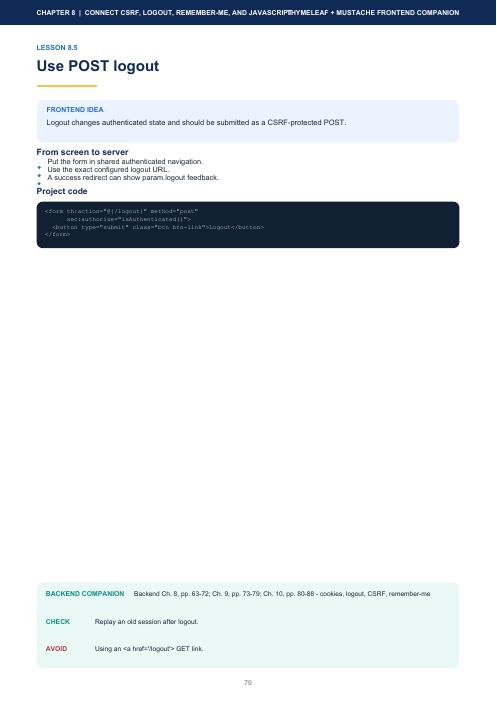 CHAPTER 8 | CONNECT CSRF, LOGOUT, REMEMBER-ME, AND JAVASCRIPT
THYMELEAF + MUSTACHE FRONTEND COMPANION
LESSON 8.5
Use POST logout
FRONTEND IDEA
Logout changes authenticated state and should be submitted as a CSRF-protected POST.
From screen to server
Put the form in shared authenticated navigation.
Use the exact configured logout URL.
A success redirect can show param.logout feedback.
Project code
<form th:action="@{/logout}" method="post"
sec:authorize="isAuthenticated()">
<button type="submit" class="btn btn-link">Logout</button>
</form>
BACKEND COMPANION Backend Ch. 8, pp. 63-72; Ch. 9, pp. 73-79; Ch. 10, pp. 80-88 - cookies, logout, CSRF, remember-me
CHECK Replay an old session after logout.
AVOID Using an <a href='/logout'> GET link.
79